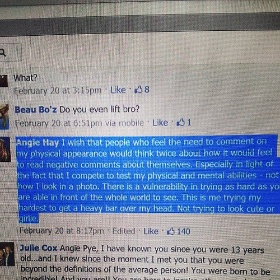 What?
February 20 at 3:15pm · Like · 8
Beau Bo'z Do you even lift bro?
February 20 at 6:51pm via mobile · Like · 1
Angie Hay I wish that people who feel the need to comment on
my physical appearance would think twice about how it would feel
to read negative comments about themselves. Especially in light of
the fact that I compete to test my physical and mental abilities - not
how I look in a photo. There is a vulnerability in trying as hard as you
are able in front of the whole world to see. This is me trying my
hardest to get a heavy bar over my head. Not trying to look cute or
girlie.
February 20 at 8:17pm · Edited · Like · 140
Julie Cox Angie Pye, I have known you since you were 13 years
old...and I knew since the moment I met you that you were
beyond the definitions of the average person! You were born to be